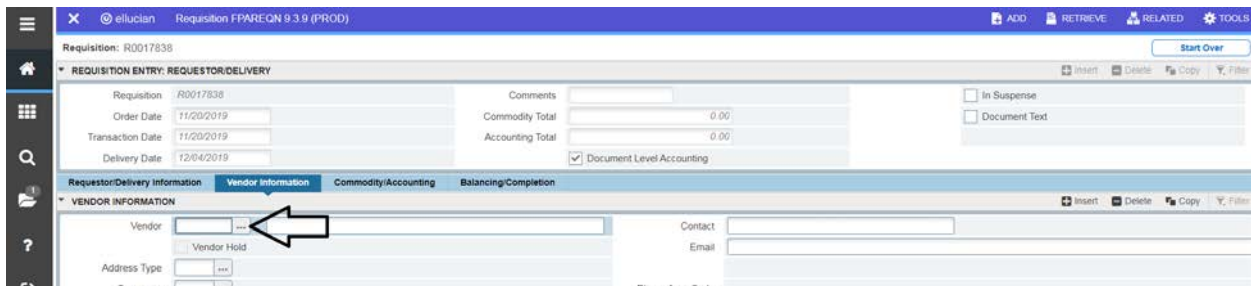 ellucian Requisition FPAREQN 9.3.9 (PROD) ADD RETRIEVE RELATED TOOLS
Requisition: R0017838 Start Over
REQUISITION ENTRY: REQUESTOR/DELIVERY Insert Delete Copy Filter
Requisition R0017838 Comments In Suspense
Order Date 11/20/2019 Commodity Total 0.00 Document Text
Transaction Date 11/20/2019 Accounting Total 0.00
Delivery Date 12/04/2019 Document Level Accounting
Requestor/Delivery Information Vendor Information Commodity/Accounting Balancing/Completion
VENDOR INFORMATION Insert Delete Copy Filter
Vendor ... Contact
Vendor Hold Email
Address Type ...